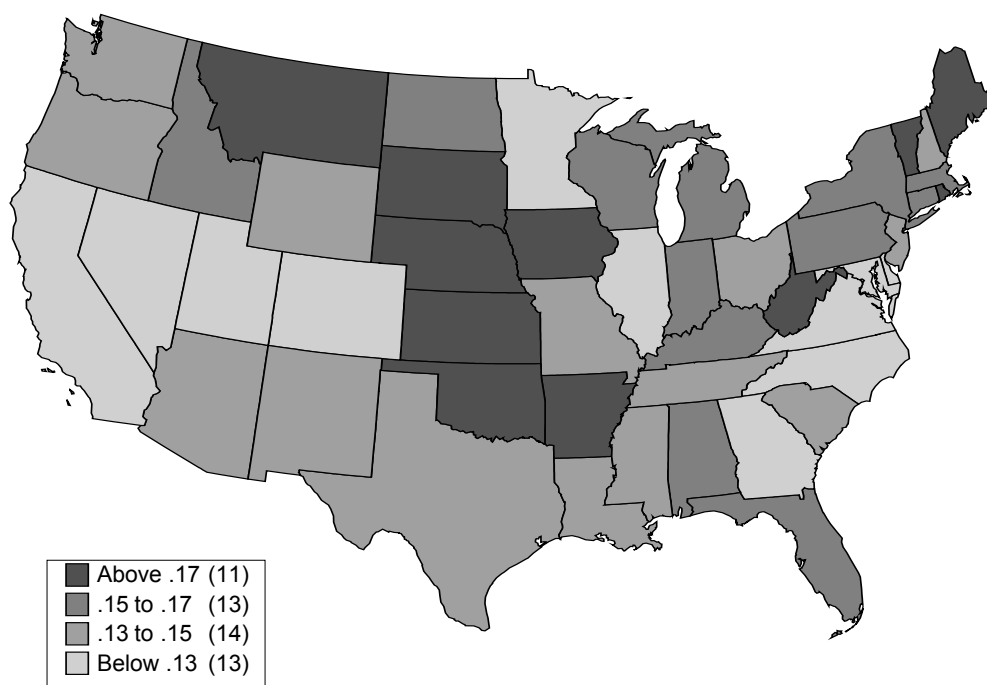 Above .17 (11)
.15 to .17 (13)
.13 to .15 (14)
Below .13 (13)